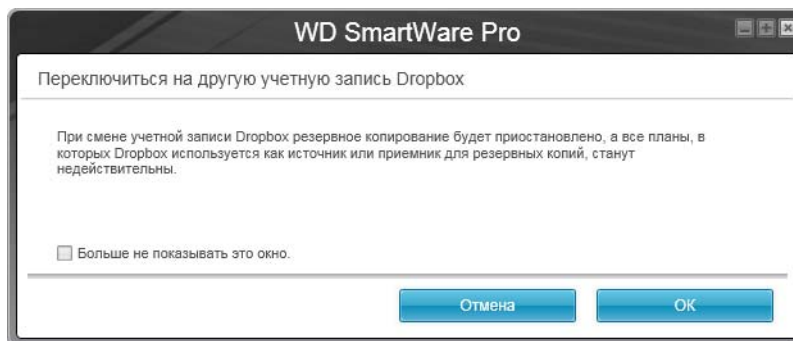 WD SmartWare Pro
Переключиться на другую учетную запись Dropbox
При смене учетной записи Dropbox резервное копирование будет приостановлено, а все планы, в
которых Dropbox используется как источник или приемник для резервных копий, станут
недействительны.
Больше не показывать это окно.
Отмена
ОК